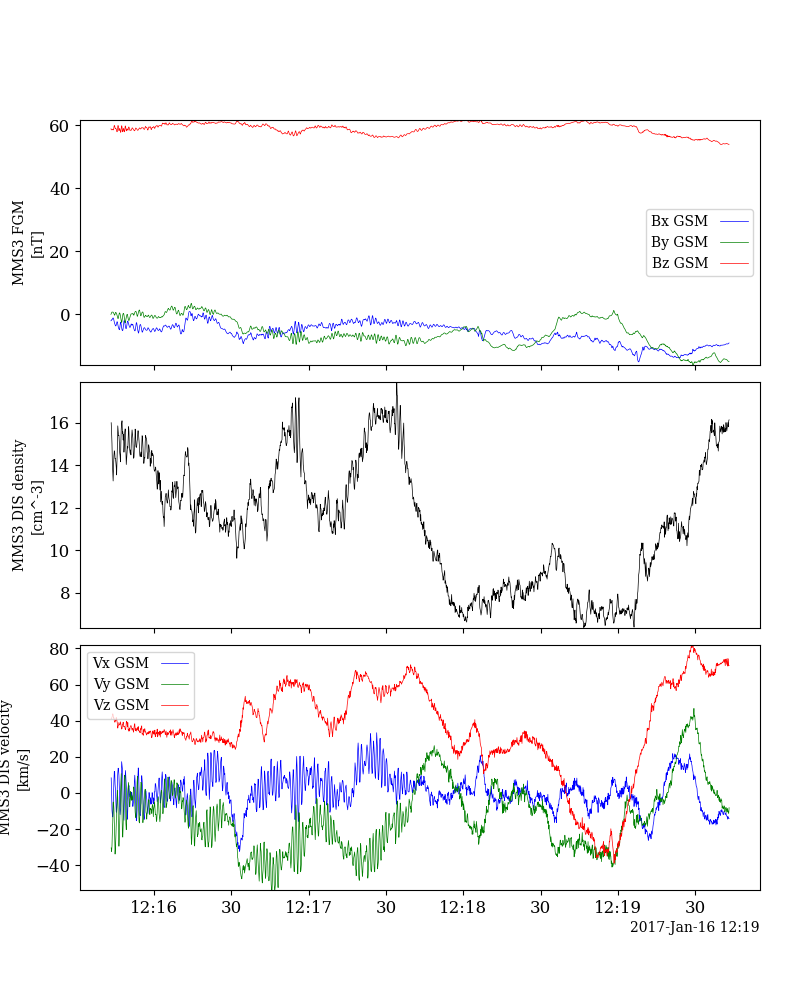 60
40
20
0
MMS3 FGM
[nT]
Bx GSM
By GSM
Bz GSM
16
14
12
10
8
MMS3 DIS density
[cm^-3]
80
60
40
20
0
−20
−40
MMS3 DIS velocity
[km/s]
Vx GSM
Vy GSM
Vz GSM
12:16 30 12:17 30 12:18 30 12:19 30
2017-Jan-16 12:19